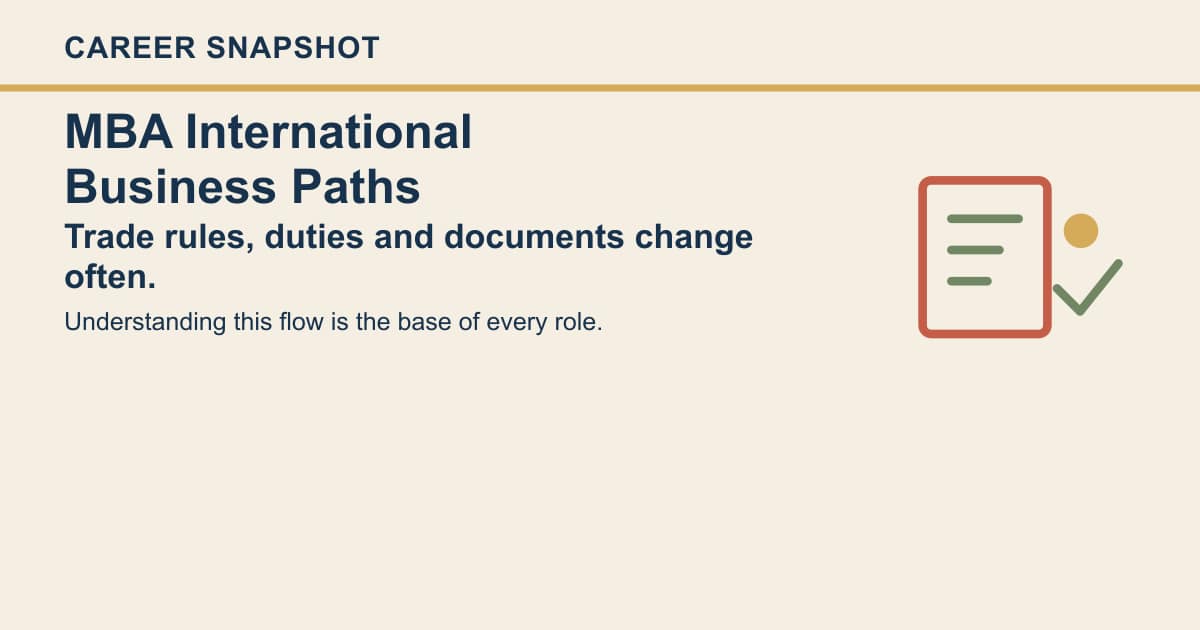 CAREER SNAPSHOT
MBA International
Business Paths
Trade rules, duties and documents change
often.
Understanding this flow is the base of every role.